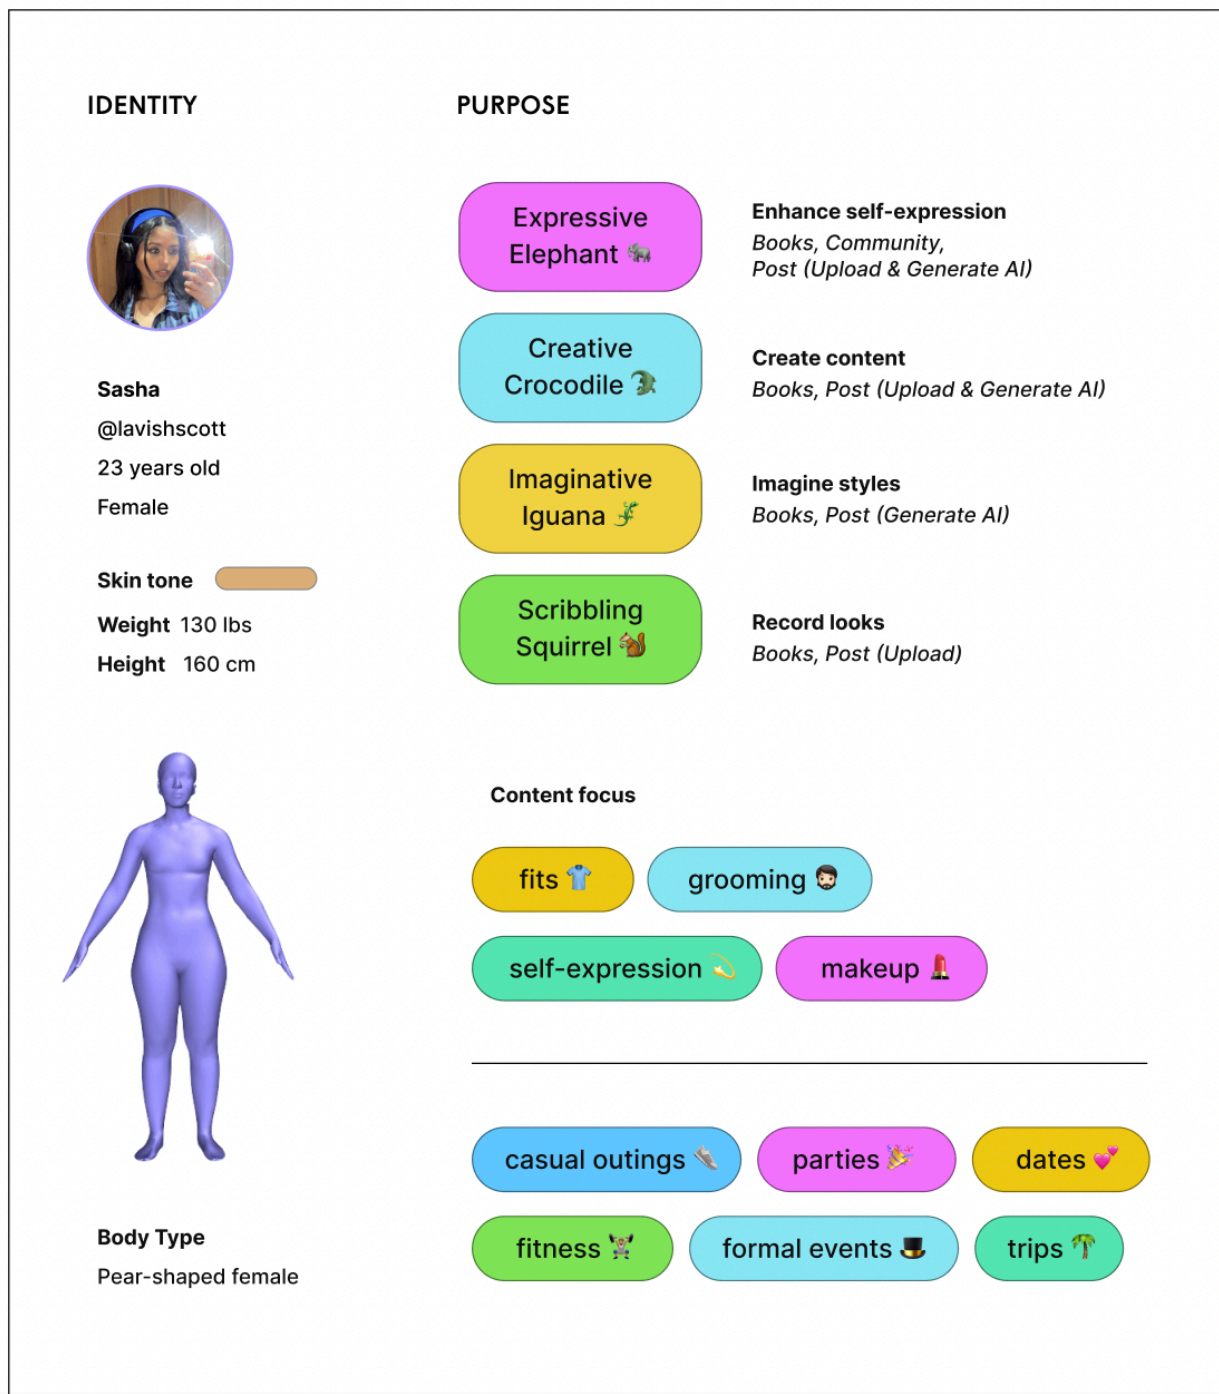 IDENTITY
PURPOSE
Sasha
@lavishscott
23 years old
Female
Skin tone
Weight 130 lbs
Height 160 cm
Body Type
Pear-shaped female
Expressive
Elephant 🐘
Enhance self-expression
Books, Community,
Post (Upload & Generate AI)
Creative
Crocodile 🐊
Create content
Books, Post (Upload & Generate AI)
Imaginative
Iguana 🦎
Imagine styles
Books, Post (Generate AI)
Scribbling
Squirrel 🐿️
Record looks
Books, Post (Upload)
Content focus
fits 👕
grooming 🧔🏻
self-expression 💫
makeup 💄
casual outings 👟
parties 🎉
dates 💕
fitness 🏋️
formal events 🎩
trips 🌴